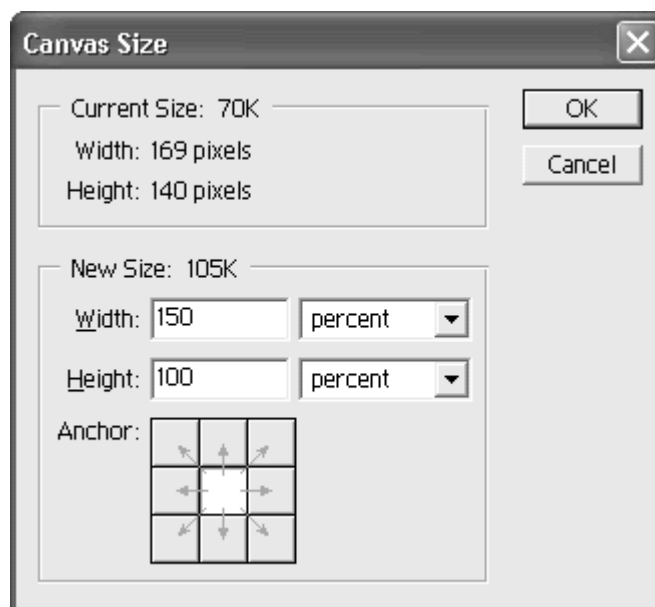 Canvas Size
Current Size: 70K
OK
Width: 169 pixels
Cancel
Height: 140 pixels
New Size: 105K
Width: 150 percent
Height: 100 percent
Anchor: